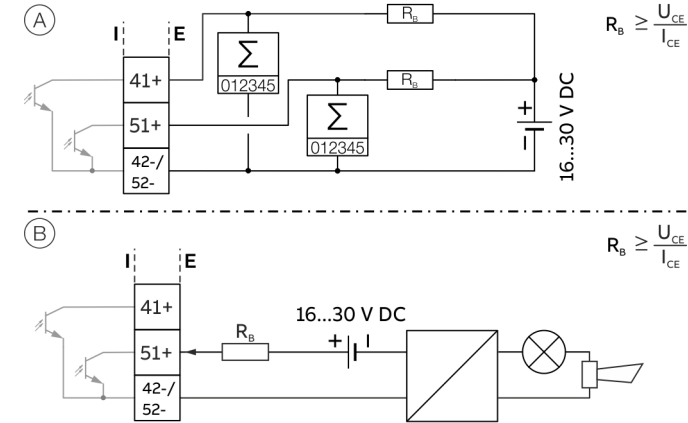 A
I E
R_B
R_B ≥ U_CE / I_CE
Σ
012345
R_B
41+
51+
42-/
52-
Σ
012345
+
−
16...30 V DC
B
I E
R_B ≥ U_CE / I_CE
41+
51+
42-/
52-
R_B
16...30 V DC
+ −